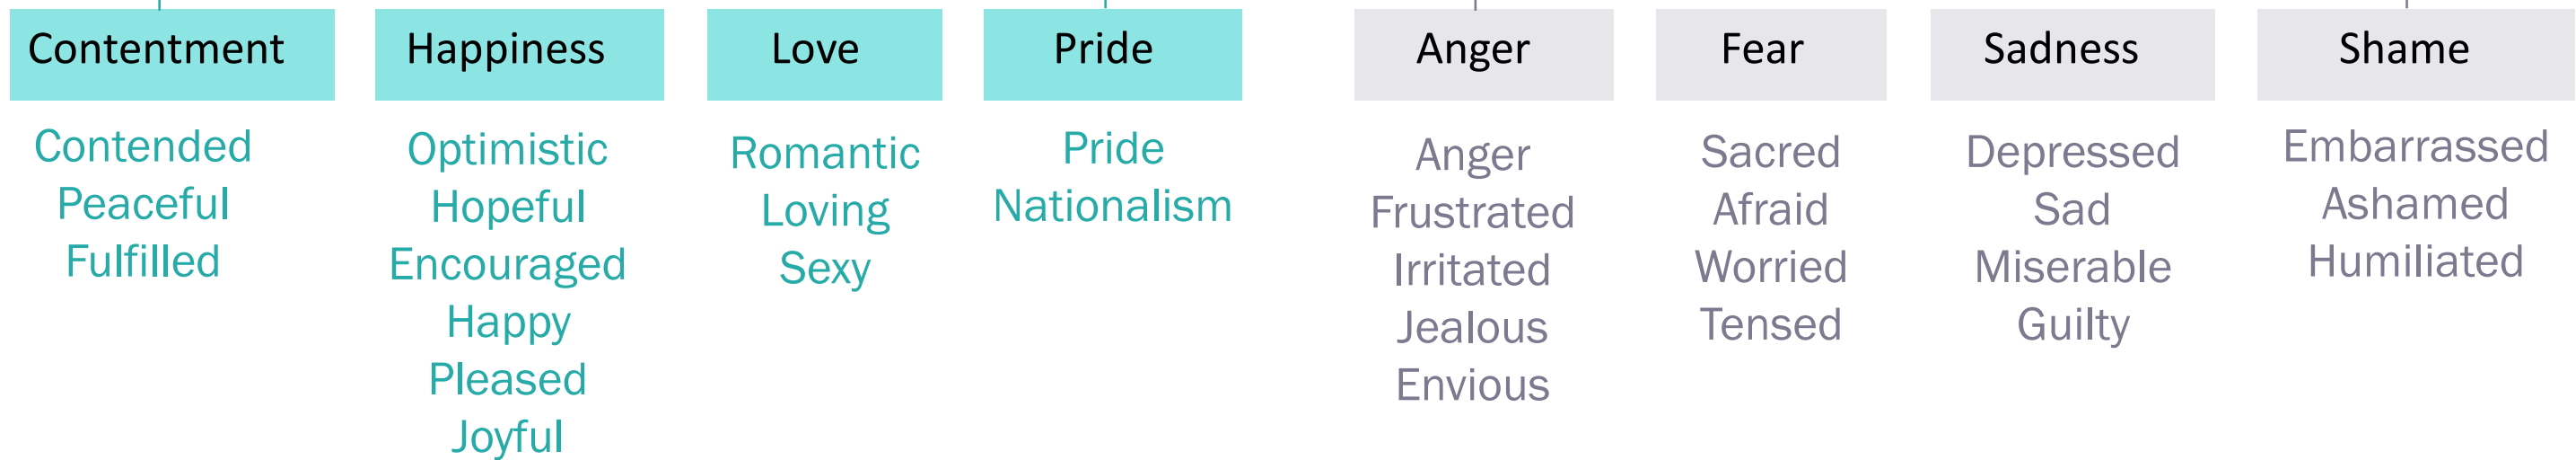 Contentment
Contended
Peaceful
Fulfilled
Happiness
Optimistic
Hopeful
Encouraged
Happy
Pleased
Joyful
Love
Romantic
Loving
Sexy
Pride
Pride
Nationalism
Anger
Anger
Frustrated
Irritated
Jealous
Envious
Fear
Sacred
Afraid
Worried
Tensed
Sadness
Depressed
Sad
Miserable
Guilty
Shame
Embarrassed
Ashamed
Humiliated